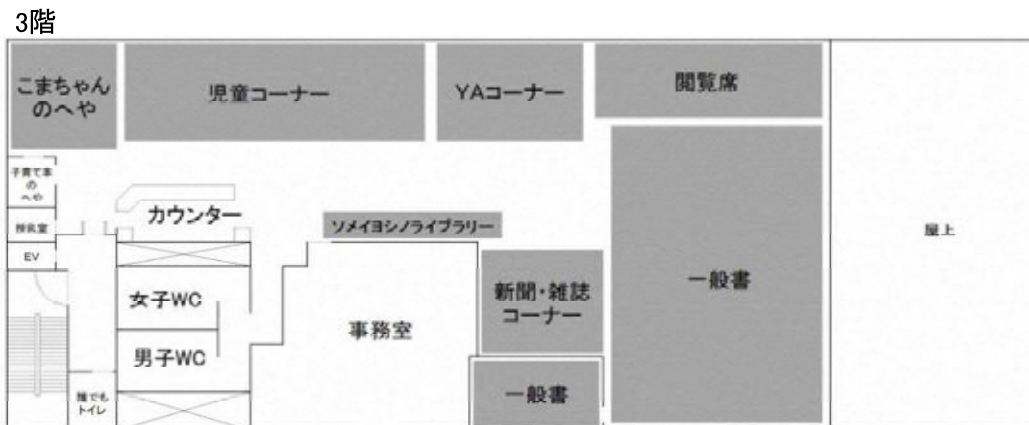 3階
こまちゃん
のへや
児童コーナー
YAコーナー
閲覧席
子育て本
の
へや
授乳室
EV
カウンター
ソメイヨシノライブラリー
屋上
女子WC
新聞・雑誌
コーナー
一般書
事務室
男子WC
誰でも
トイレ
一般書